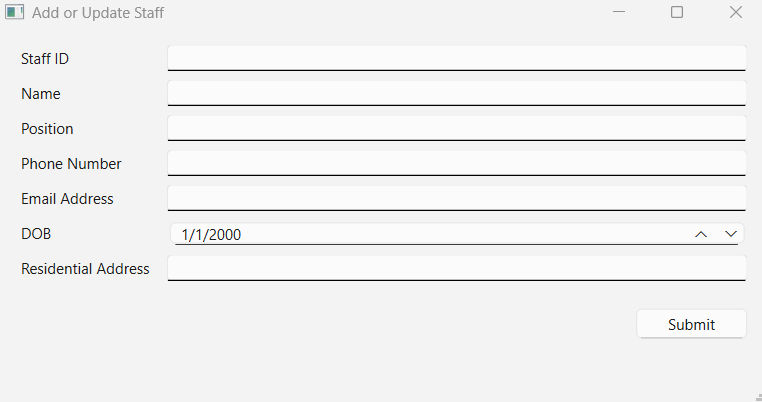 Add or Update Staff
Staff ID
Name
Position
Phone Number
Email Address
DOB 1/1/2000
Residential Address
Submit